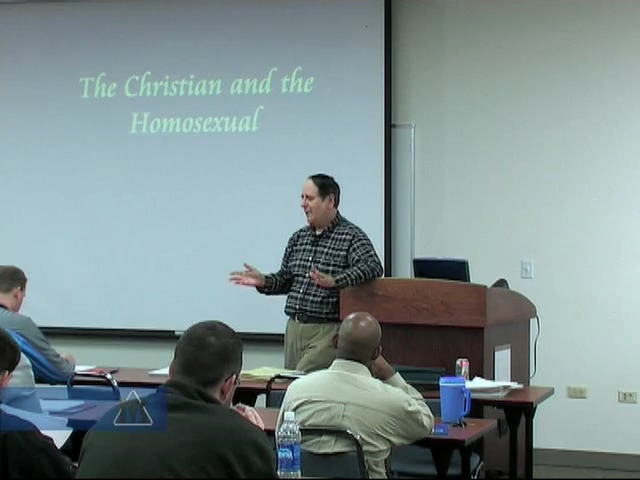 The Christian and the
Homosexual